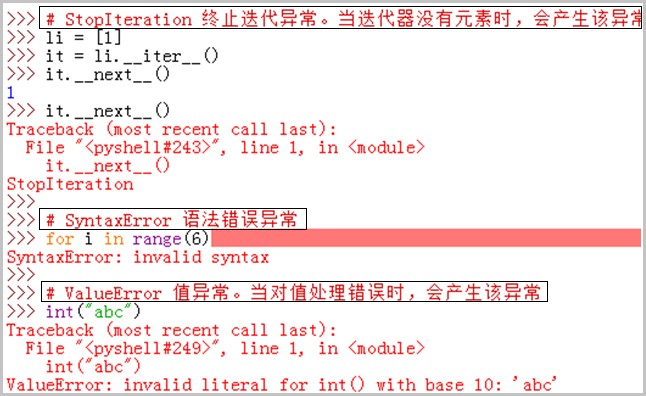 >>> # StopIteration 终止迭代异常。当迭代器没有元素时，会产生该异常
>>> li = [1]
>>> it = li.__iter__()
>>> it.__next__()
1
>>> it.__next__()
Traceback (most recent call last):
  File "<pyshell#243>", line 1, in <module>
    it.__next__()
StopIteration
>>>
>>> # SyntaxError 语法错误异常
>>> for i in range(6)
SyntaxError: invalid syntax
>>>
>>> # ValueError 值异常。当对值处理错误时，会产生该异常
>>> int("abc")
Traceback (most recent call last):
  File "<pyshell#249>", line 1, in <module>
    int("abc")
ValueError: invalid literal for int() with base 10: 'abc'